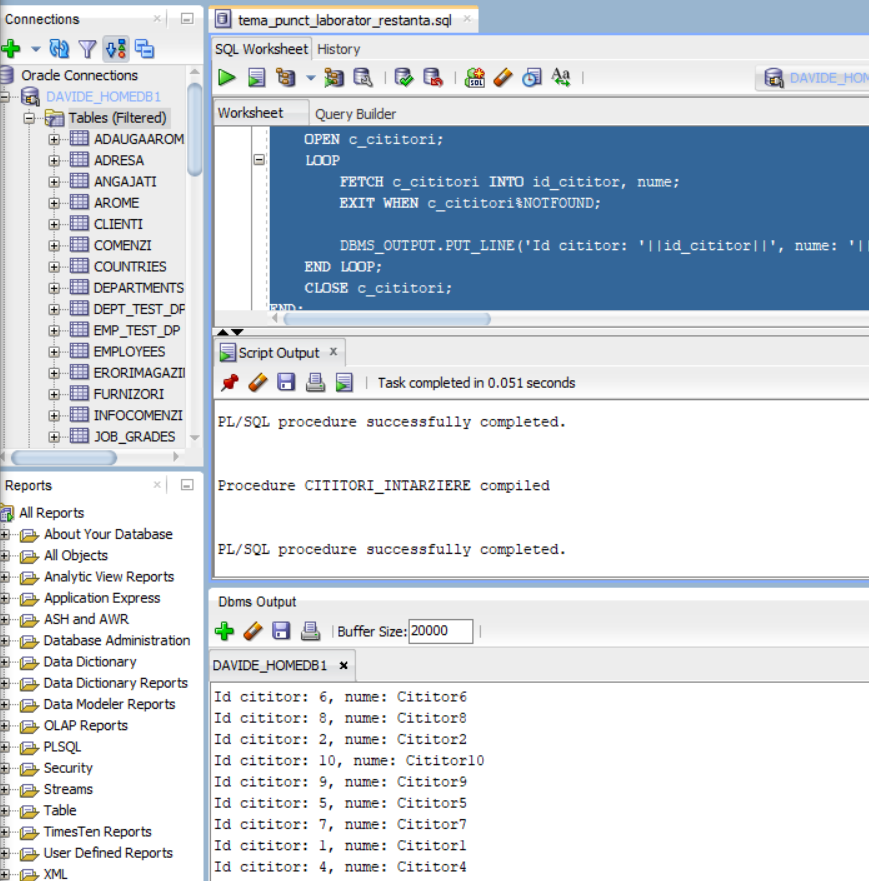 Connections
Oracle Connections
DAVIDE_HOMEDB1
Tables (Filtered)
ADAUGAAROM
ADRESA
ANGAJATI
AROME
CLIENTI
COMENZI
COUNTRIES
DEPARTMENTS
DEPT_TEST_DP
EMP_TEST_DP
EMPLOYEES
ERORIMAGAZI
FURNIZORI
INFOCOMENZI
JOB_GRADES
Reports
All Reports
About Your Database
All Objects
Analytic View Reports
Application Express
ASH and AWR
Database Administration
Data Dictionary
Data Dictionary Reports
Data Modeler Reports
OLAP Reports
PLSQL
Security
Streams
Table
TimesTen Reports
User Defined Reports
XML
tema_punct_laborator_restanta.sql
SQL Worksheet History
DAVIDE_HOM
Worksheet Query Builder
OPEN c_cititori;
LOOP
FETCH c_cititori INTO id_cititor, nume;
EXIT WHEN c_cititori%NOTFOUND;
DBMS_OUTPUT.PUT_LINE('Id cititor: '||id_cititor||', nume: '||
END LOOP;
CLOSE c_cititori;
END;
Script Output x
Task completed in 0.051 seconds
PL/SQL procedure successfully completed.
Procedure CITITORI_INTARZIERE compiled
PL/SQL procedure successfully completed.
Dbms Output
Buffer Size: 20000
DAVIDE_HOMEDB1 x
Id cititor: 6, nume: Cititor6
Id cititor: 8, nume: Cititor8
Id cititor: 2, nume: Cititor2
Id cititor: 10, nume: Cititor10
Id cititor: 9, nume: Cititor9
Id cititor: 5, nume: Cititor5
Id cititor: 7, nume: Cititor7
Id cititor: 1, nume: Cititor1
Id cititor: 4, nume: Cititor4